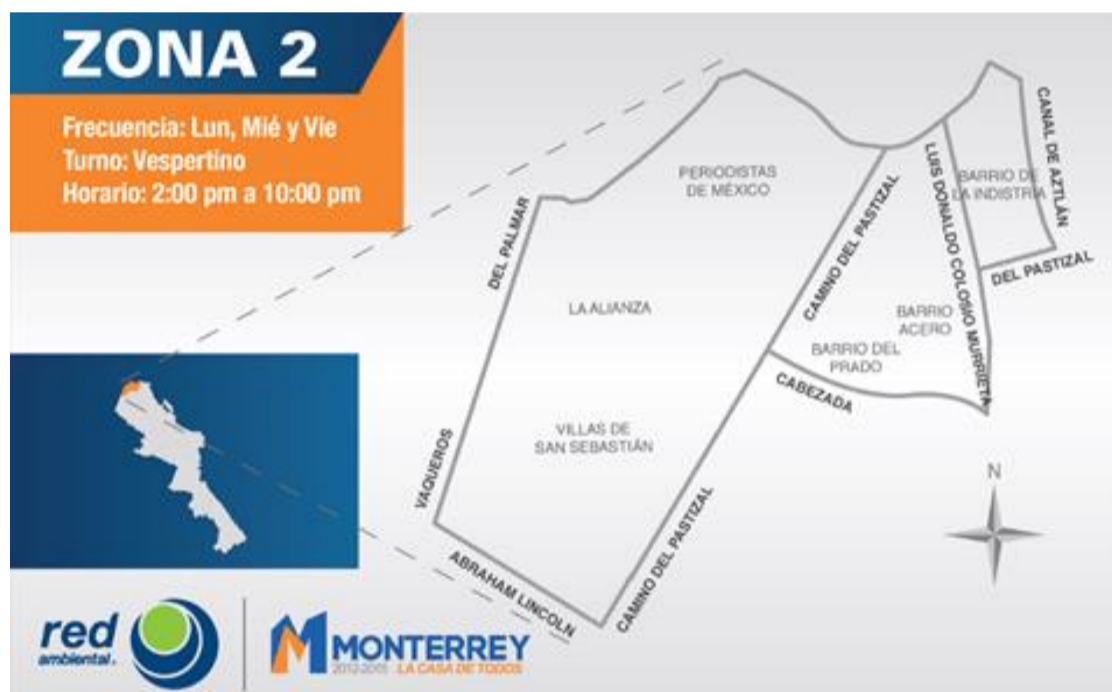 ZONA 2
Frecuencia: Lun, Mié y Vie
Turno: Vespertino
Horario: 2:00 pm a 10:00 pm
PERIODISTAS
DE MÉXICO
CANAL DE AZTLÁN
LUIS DONALDO COLOSIO MURRIETA
BARRIO DE
LA INDISTRIA
DEL PALMAR
CAMINO DEL PASTIZAL
DEL PASTIZAL
LA ALIANZA
BARRIO
ACERO
BARRIO DEL
PRADO
CABEZADA
VILLAS DE
SAN SEBASTIÁN
VAQUEROS
N
ABRAHAM LINCOLN
CAMINO DEL PASTIZAL
red
ambiental.
MONTERREY
2012-2015 LA CASA DE TODOS